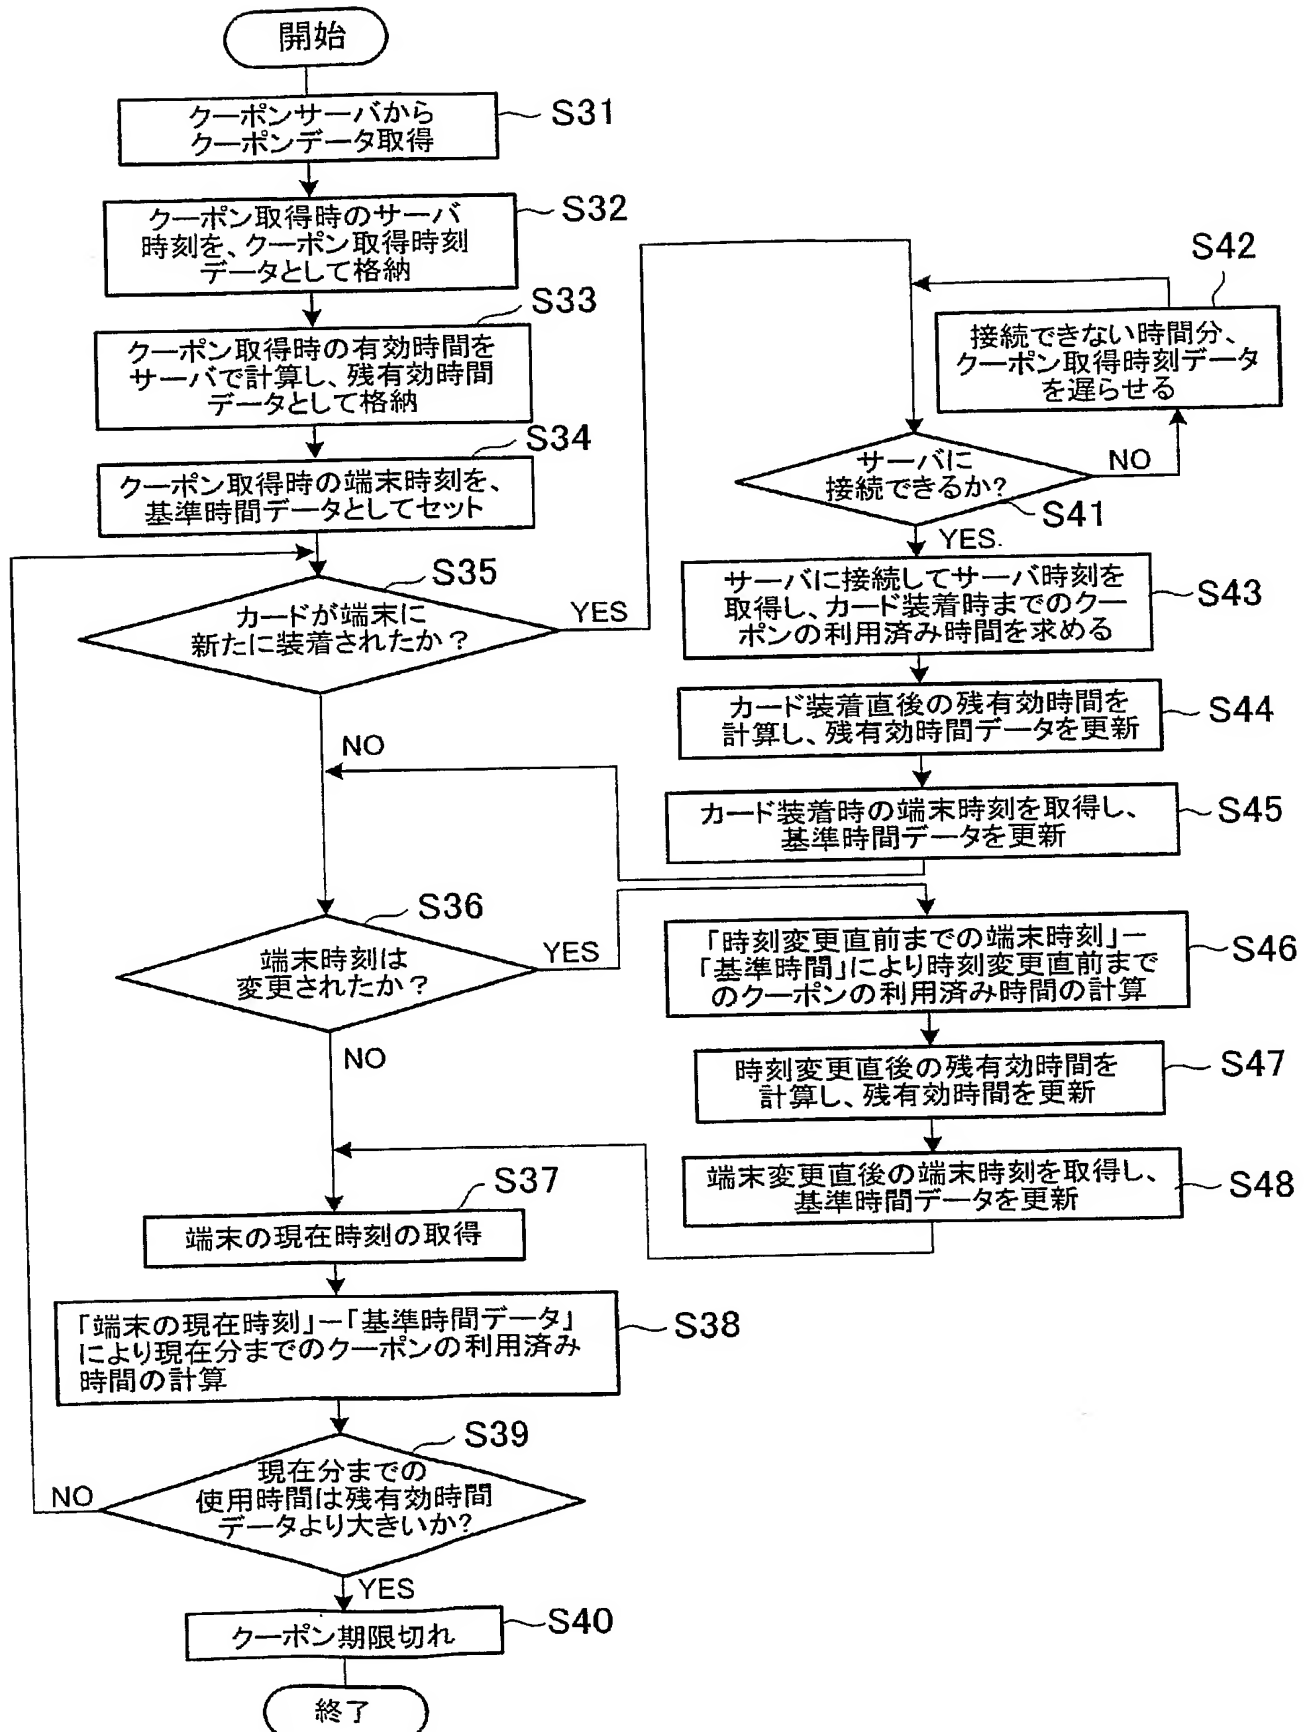 開始
クーポンサーバから
クーポンデータ取得
S31
クーポン取得時のサーバ
時刻を、クーポン取得時刻
データとして格納
S32
クーポン取得時の有効時間を
サーバで計算し、残有効時間
データとして格納
S33
クーポン取得時の端末時刻を、
基準時間データとしてセット
S34
カードが端末に
新たに装着されたか？
S35
YES
NO
端末時刻は
変更されたか？
S36
YES
NO
端末の現在時刻の取得
S37
「端末の現在時刻」－「基準時間データ」
により現在分までのクーポンの利用済み
時間の計算
S38
現在分までの
使用時間は残有効時間
データより大きいか?
S39
NO
YES
クーポン期限切れ
S40
終了
接続できない時間分、
クーポン取得時刻データ
を遅らせる
S42
サーバに
接続できるか?
S41
NO
YES.
サーバに接続してサーバ時刻を
取得し、カード装着時までのクー
ポンの利用済み時間を求める
S43
カード装着直後の残有効時間を
計算し、残有効時間データを更新
S44
カード装着時の端末時刻を取得し、
基準時間データを更新
S45
「時刻変更直前までの端末時刻」－
「基準時間」により時刻変更直前まで
のクーポンの利用済み時間の計算
S46
時刻変更直後の残有効時間を
計算し、残有効時間を更新
S47
端末変更直後の端末時刻を取得し、
基準時間データを更新
S48